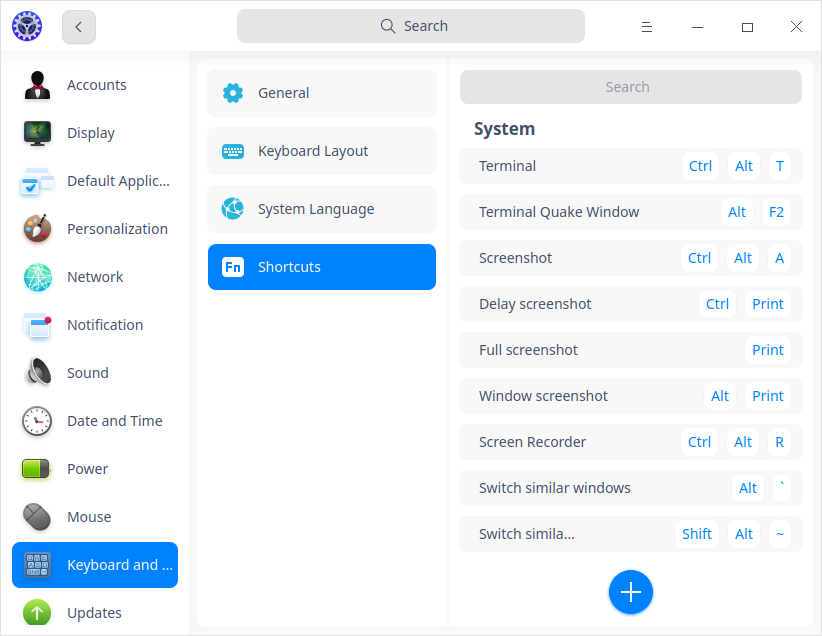 Search
Accounts
Display
Default Applic...
Personalization
Network
Notification
Sound
Date and Time
Power
Mouse
Keyboard and ...
Updates
General
Keyboard Layout
System Language
Fn Shortcuts
Search
System
Terminal Ctrl Alt T
Terminal Quake Window Alt F2
Screenshot Ctrl Alt A
Delay screenshot Ctrl Print
Full screenshot Print
Window screenshot Alt Print
Screen Recorder Ctrl Alt R
Switch similar windows Alt `
Switch simila... Shift Alt ~